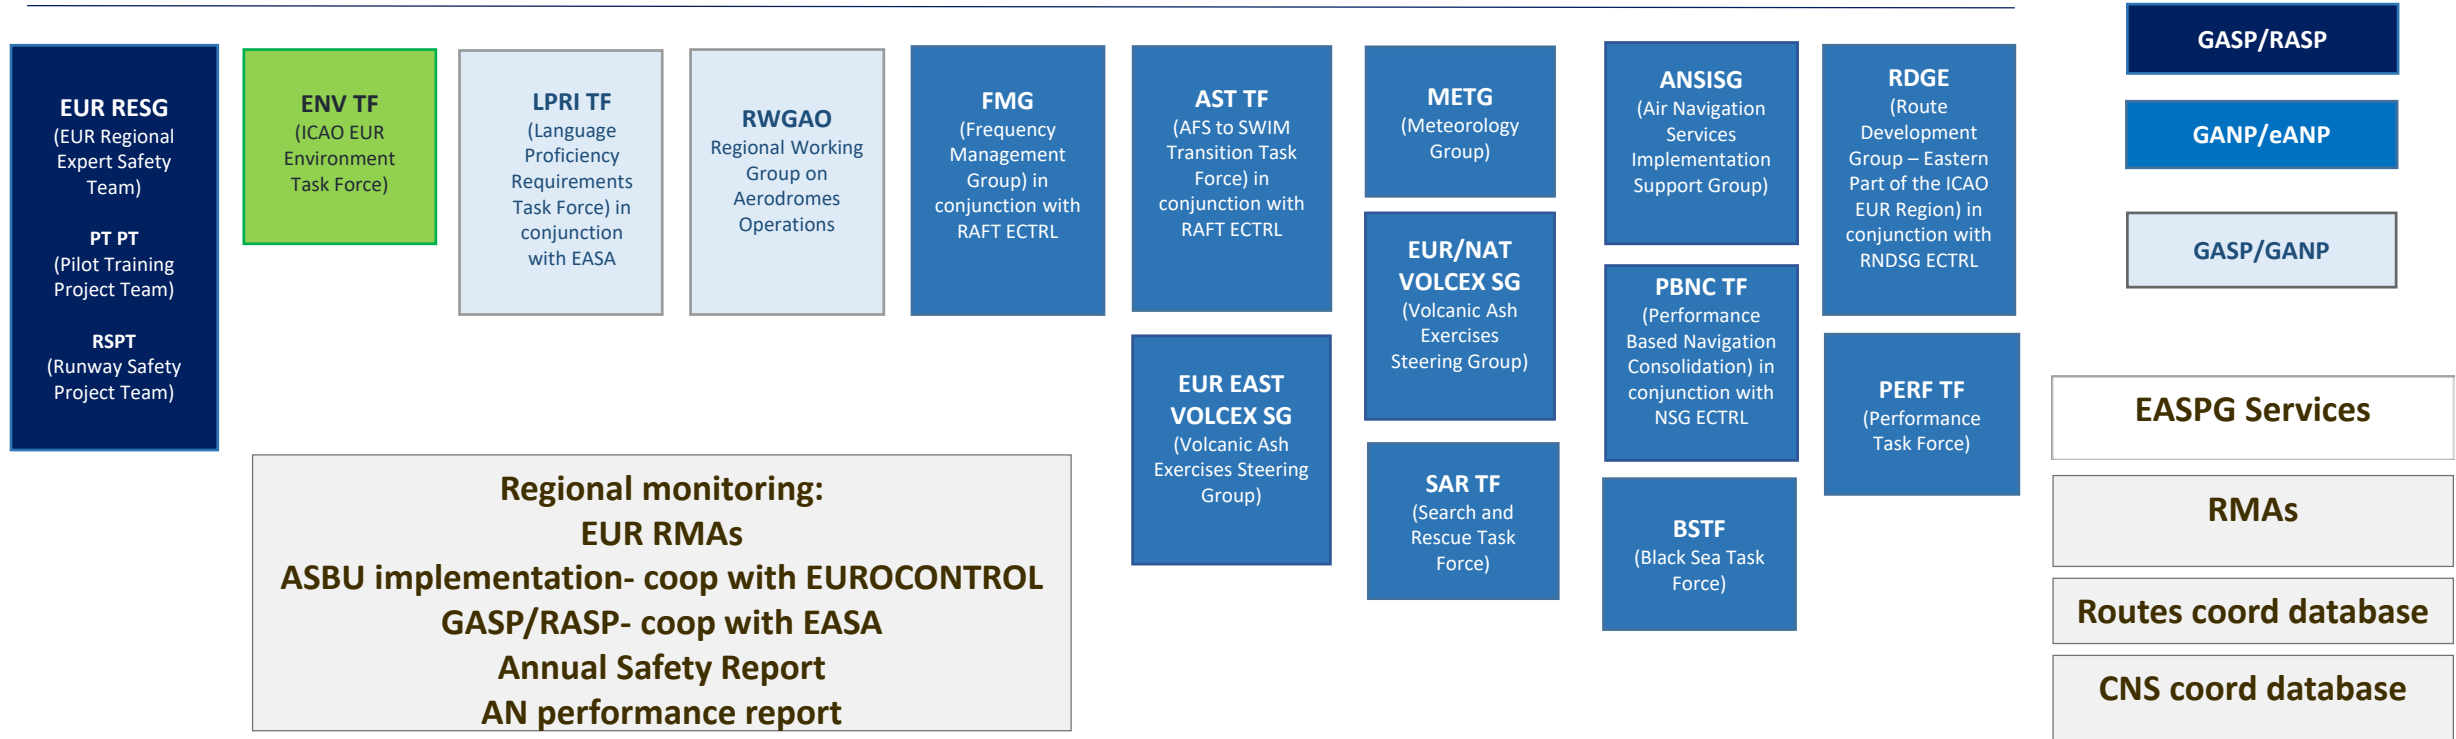 EUR RESG
(EUR Regional
Expert Safety
Team)
PT PT
(Pilot Training
Project Team)
RSPT
(Runway Safety
Project Team)
ENV TF
(ICAO EUR
Environment
Task Force)
LPRI TF
(Language
Proficiency
Requirements
Task Force) in
conjunction
with EASA
RWGAO
Regional Working
Group on
Aerodromes
Operations
FMG
(Frequency
Management
Group) in
conjunction with
RAFT ECTRL
AST TF
(AFS to SWIM
Transition Task
Force) in
conjunction with
RAFT ECTRL
EUR EAST
VOLCEX SG
(Volcanic Ash
Exercises Steering
Group)
METG
(Meteorology
Group)
EUR/NAT
VOLCEX SG
(Volcanic Ash
Exercises
Steering Group)
SAR TF
(Search and
Rescue Task
Force)
ANSISG
(Air Navigation
Services
Implementation
Support Group)
PBNC TF
(Performance
Based Navigation
Consolidation) in
conjunction with
NSG ECTRL
BSTF
(Black Sea Task
Force)
RDGE
(Route
Development
Group – Eastern
Part of the ICAO
EUR Region) in
conjunction with
RNDSG ECTRL
PERF TF
(Performance
Task Force)
GASP/RASP
GANP/eANP
GASP/GANP
EASPG Services
RMAs
Routes coord database
CNS coord database
Regional monitoring:
EUR RMAs
ASBU implementation- coop with EUROCONTROL
GASP/RASP- coop with EASA
Annual Safety Report
AN performance report